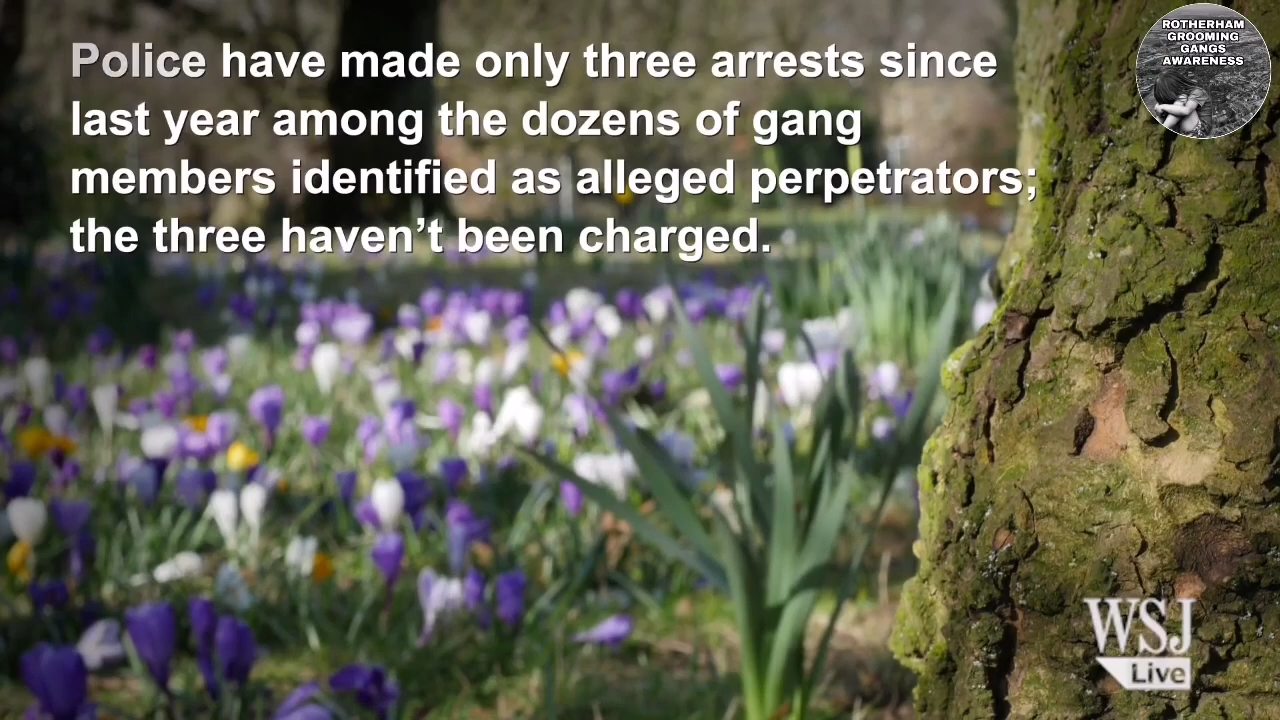 ROTHERHAM
GROOMING
GANGS
AWARENESS
Police have made only three arrests since
last year among the dozens of gang
members identified as alleged perpetrators;
the three haven’t been charged.
WSJ
Live